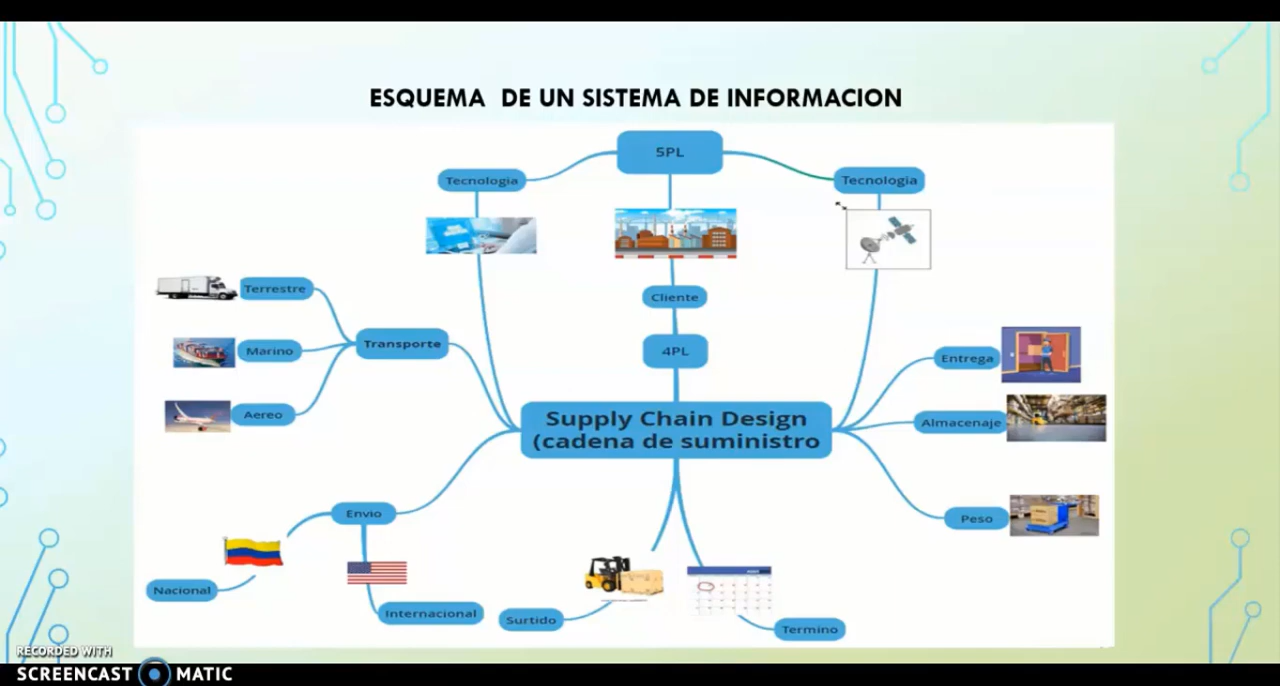 ESQUEMA DE UN SISTEMA DE INFORMACION
5PL
Tecnologia
Tecnologia
Terrestre
Cliente
Marino
Transporte
4PL
Entrega
Aereo
Supply Chain Design
(cadena de suministro
Almacenaje
Envio
Peso
Nacional
Internacional
Surtido
Termino
RECORDED WITH
SCREENCAST MATIC